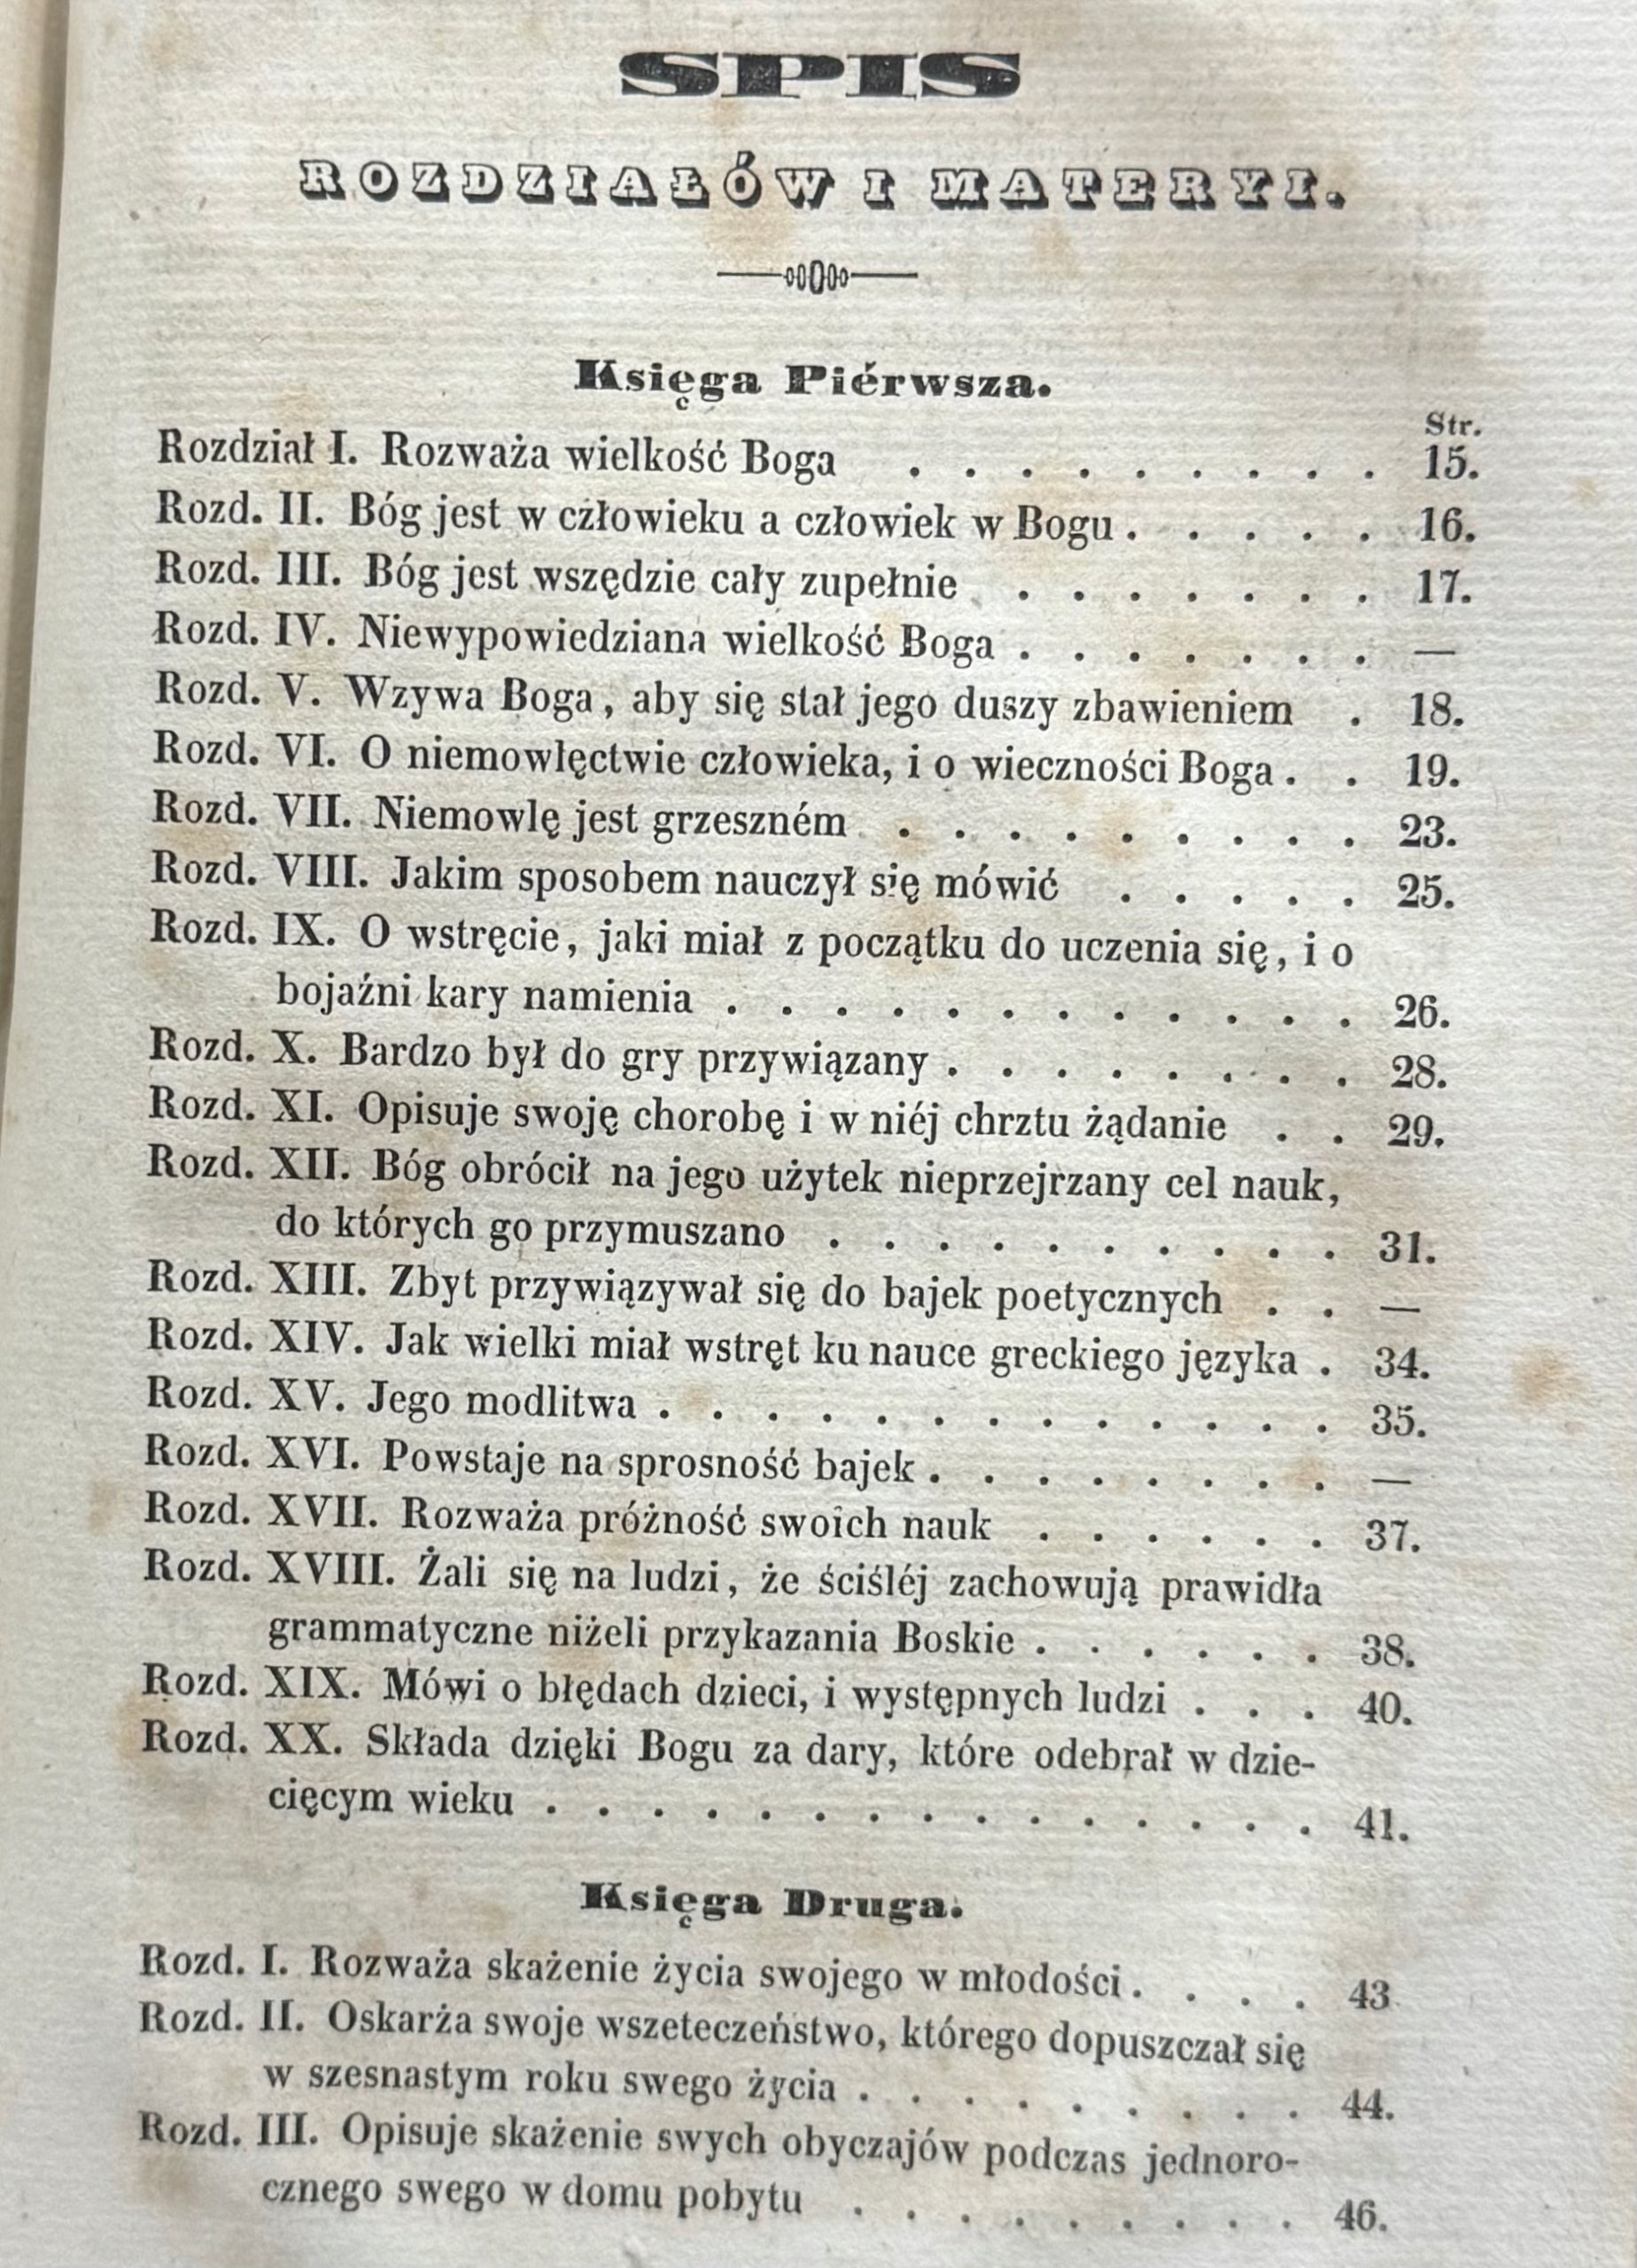 SPIS
ROZDZIAŁÓW I MATERYI.
Księga Piérwsza.
Str.
Rozdział I. Rozważa wielkość Boga . . . . . . . . . 15.
Rozd. II. Bóg jest w człowieku a człowiek w Bogu . . . . . 16.
Rozd. III. Bóg jest wszędzie cały zupełnie . . . . . . . 17.
Rozd. IV. Niewypowiedziana wielkość Boga . . . . . . . —
Rozd. V. Wzywa Boga, aby się stał jego duszy zbawieniem . 18.
Rozd. VI. O niemowlęctwie człowieka, i o wieczności Boga . . 19.
Rozd. VII. Niemowlę jest grzeszném . . . . . . . . . 23.
Rozd. VIII. Jakim sposobem nauczył się mówić . . . . . 25.
Rozd. IX. O wstręcie, jaki miał z początku do uczenia się, i o
bojaźni kary namienia . . . . . . . . . . . . 26.
Rozd. X. Bardzo był do gry przywiązany . . . . . . . . 28.
Rozd. XI. Opisuje swoję chorobę i w niéj chrztu żądanie . . 29.
Rozd. XII. Bóg obrócił na jego użytek nieprzejrzany cel nauk,
do których go przymuszano . . . . . . . . . . 31.
Rozd. XIII. Zbyt przywiązywał się do bajek poetycznych . . —
Rozd. XIV. Jak wielki miał wstręt ku nauce greckiego języka . 34.
Rozd. XV. Jego modlitwa . . . . . . . . . . . . . 35.
Rozd. XVI. Powstaje na sprosność bajek . . . . . . . . —
Rozd. XVII. Rozważa próżność swoich nauk . . . . . . 37.
Rozd. XVIII. Żali się na ludzi, że ściśléj zachowują prawidła
grammatyczne niżeli przykazania Boskie . . . . . . 38.
Rozd. XIX. Mówi o błędach dzieci, i występnych ludzi . . . 40.
Rozd. XX. Składa dzięki Bogu za dary, które odebrał w dzie-
cięcym wieku . . . . . . . . . . . . . . . 41.
Księga Druga.
Rozd. I. Rozważa skażenie życia swojego w młodości . . . . 43
Rozd. II. Oskarża swoje wszeteczeństwo, którego dopuszczał się
w szesnastym roku swego życia . . . . . . . . . 44.
Rozd. III. Opisuje skażenie swych obyczajów podczas jednoro-
cznego swego w domu pobytu . . . . . . . . . 46.